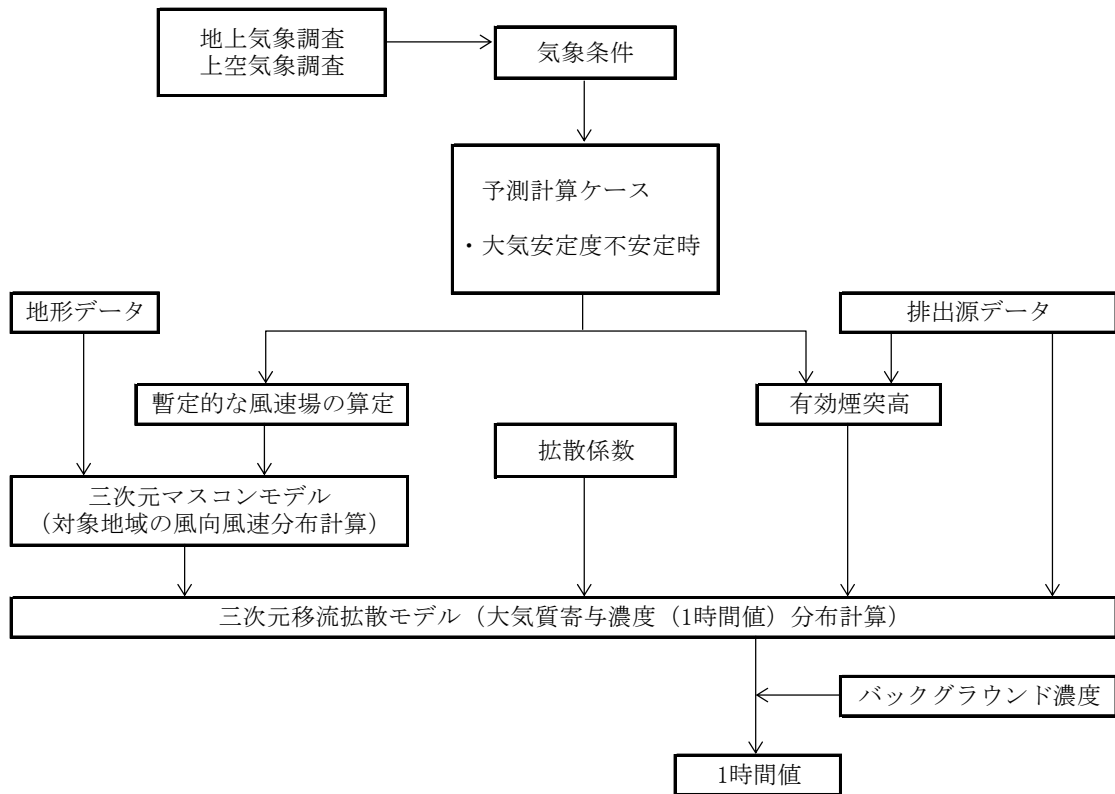 地上気象調査
上空気象調査
気象条件
予測計算ケース
・大気安定度不安定時
地形データ
排出源データ
暫定的な風速場の算定
有効煙突高
拡散係数
三次元マスコンモデル
（対象地域の風向風速分布計算）
三次元移流拡散モデル（大気質寄与濃度（1時間値）分布計算）
バックグラウンド濃度
1時間値